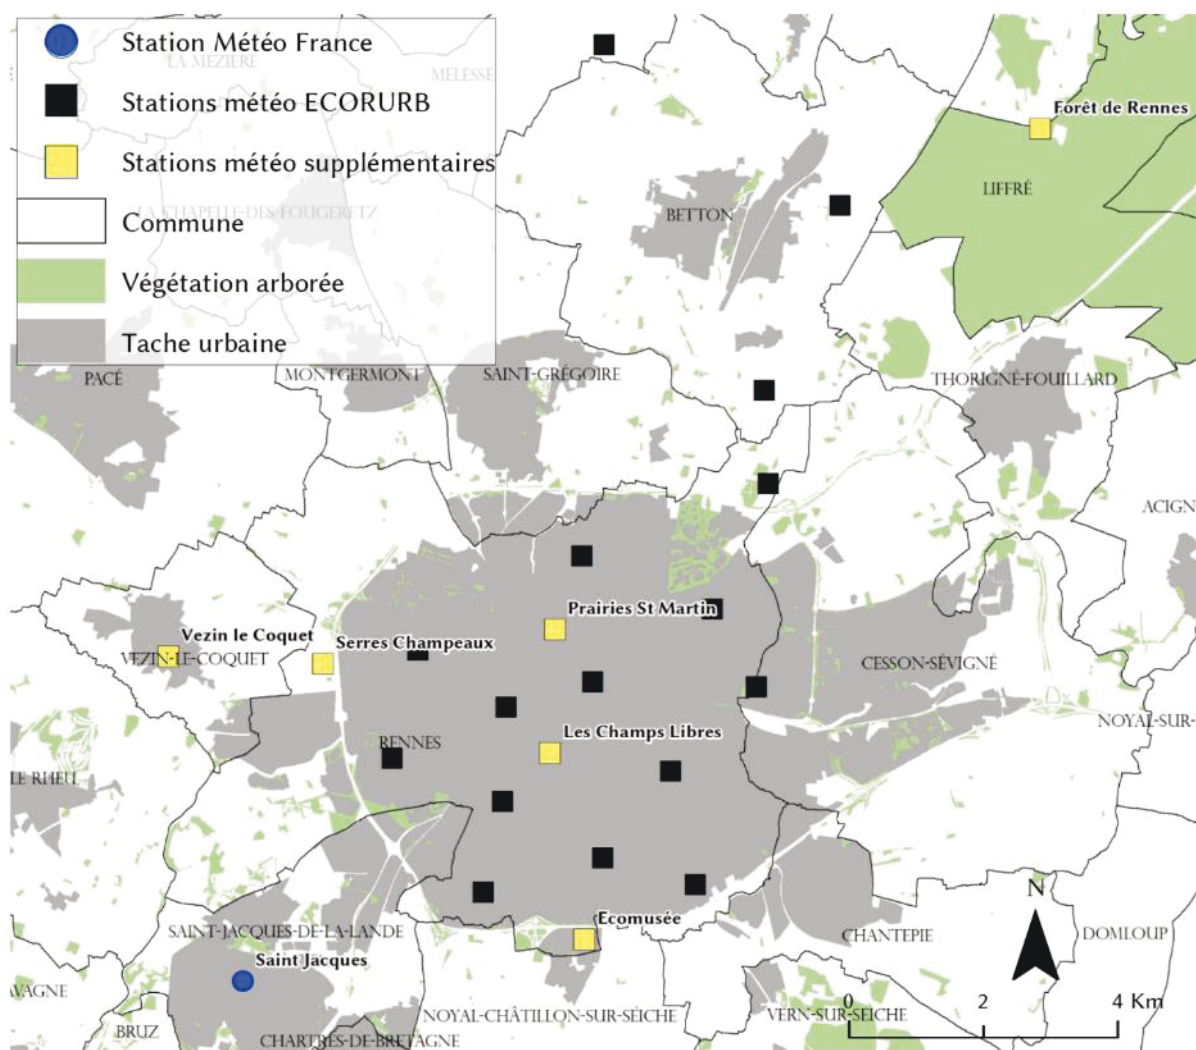 Station Météo France
LA MÉZIÈRE
MELESSE
Stations météo ECORURB
Forêt de Rennes
Stations météo supplémentaires
LIFFRÉ
LA CHAPELLE-DES-FOUGERETZ
BETTON
Commune
Végétation arborée
Tache urbaine
PACÉ
MONTGERMONT
SAINT-GRÉGOIRE
THORIGNÉ-FOUILLARD
ACIGN
Prairies St Martin
Vezin le Coquet
Serres Champeaux
VEZIN-LE-COQUET
CESSON-SÉVIGNÉ
NOYAL-SUR-
Les Champs Libres
RENNES
LE RHEU
N
Ecomusée
SAINT-JACQUES-DE-LA-LANDE
CHANTEPIE
DOMLOUP
Saint Jacques
AVAGNE
0 2 4 Km
NOYAL-CHÂTILLON-SUR-SEICHE
VERN-SUR-SEICHE
BRUZ
CHARTRES-DE-BRETAGNE